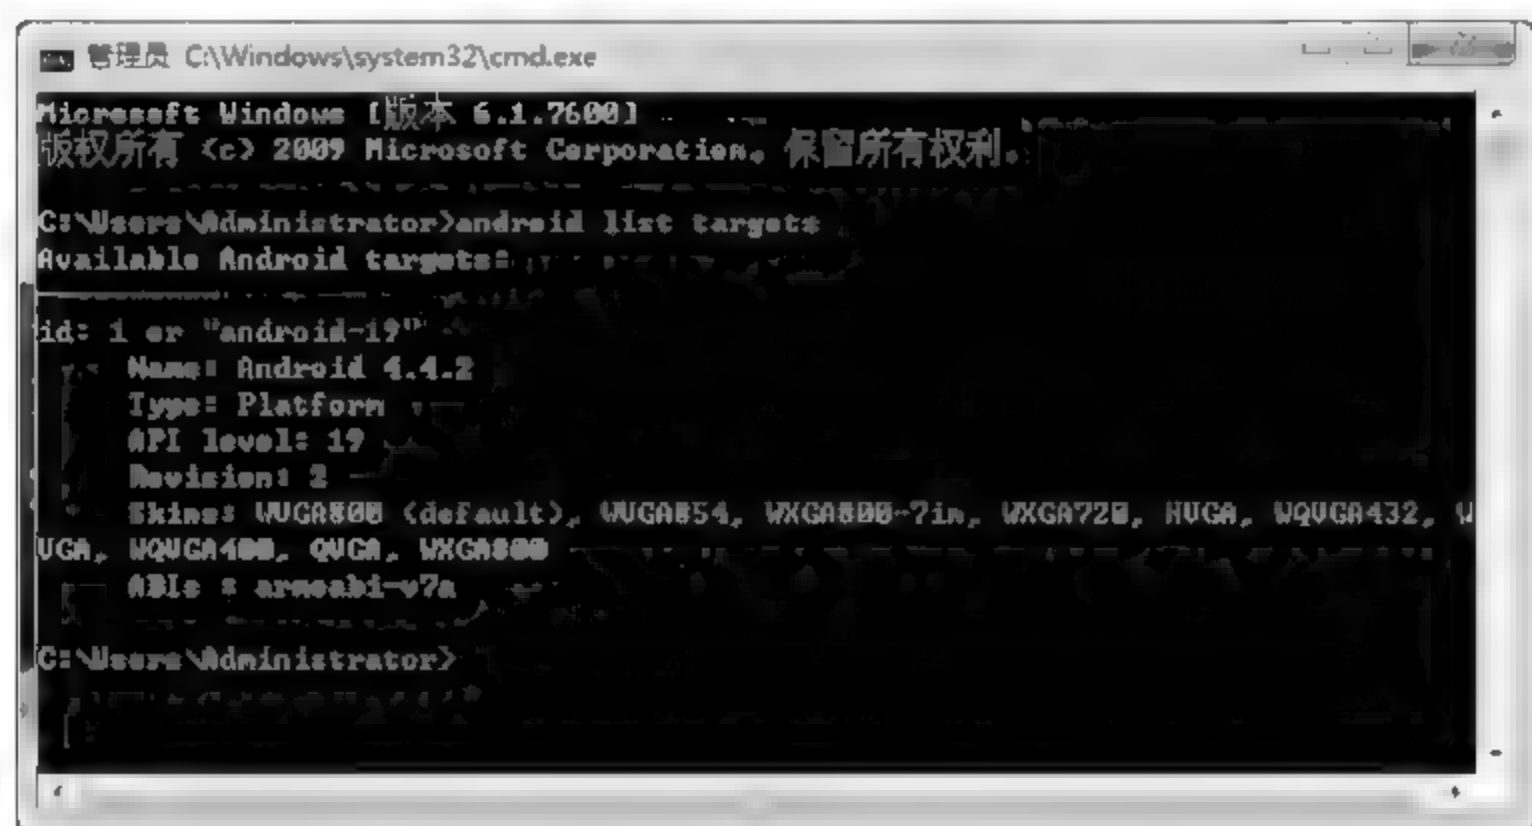 管理员 C:\Windows\system32\cmd.exe
Microsoft Windows [版本 6.1.7600]
版权所有 (c) 2009 Microsoft Corporation。保留所有权利。
C:\Users\Administrator>android list targets
Available Android targets:
----------
id: 1 or "android-19"
Name: Android 4.4.2
Type: Platform
API level: 19
Revision: 2
Skins: WVGA800 (default), WVGA854, WXGA800-7in, WXGA720, HVGA, WQVGA432, W
VGA, WQVGA400, QVGA, WXGA800
ABIs : armeabi-v7a
C:\Users\Administrator>